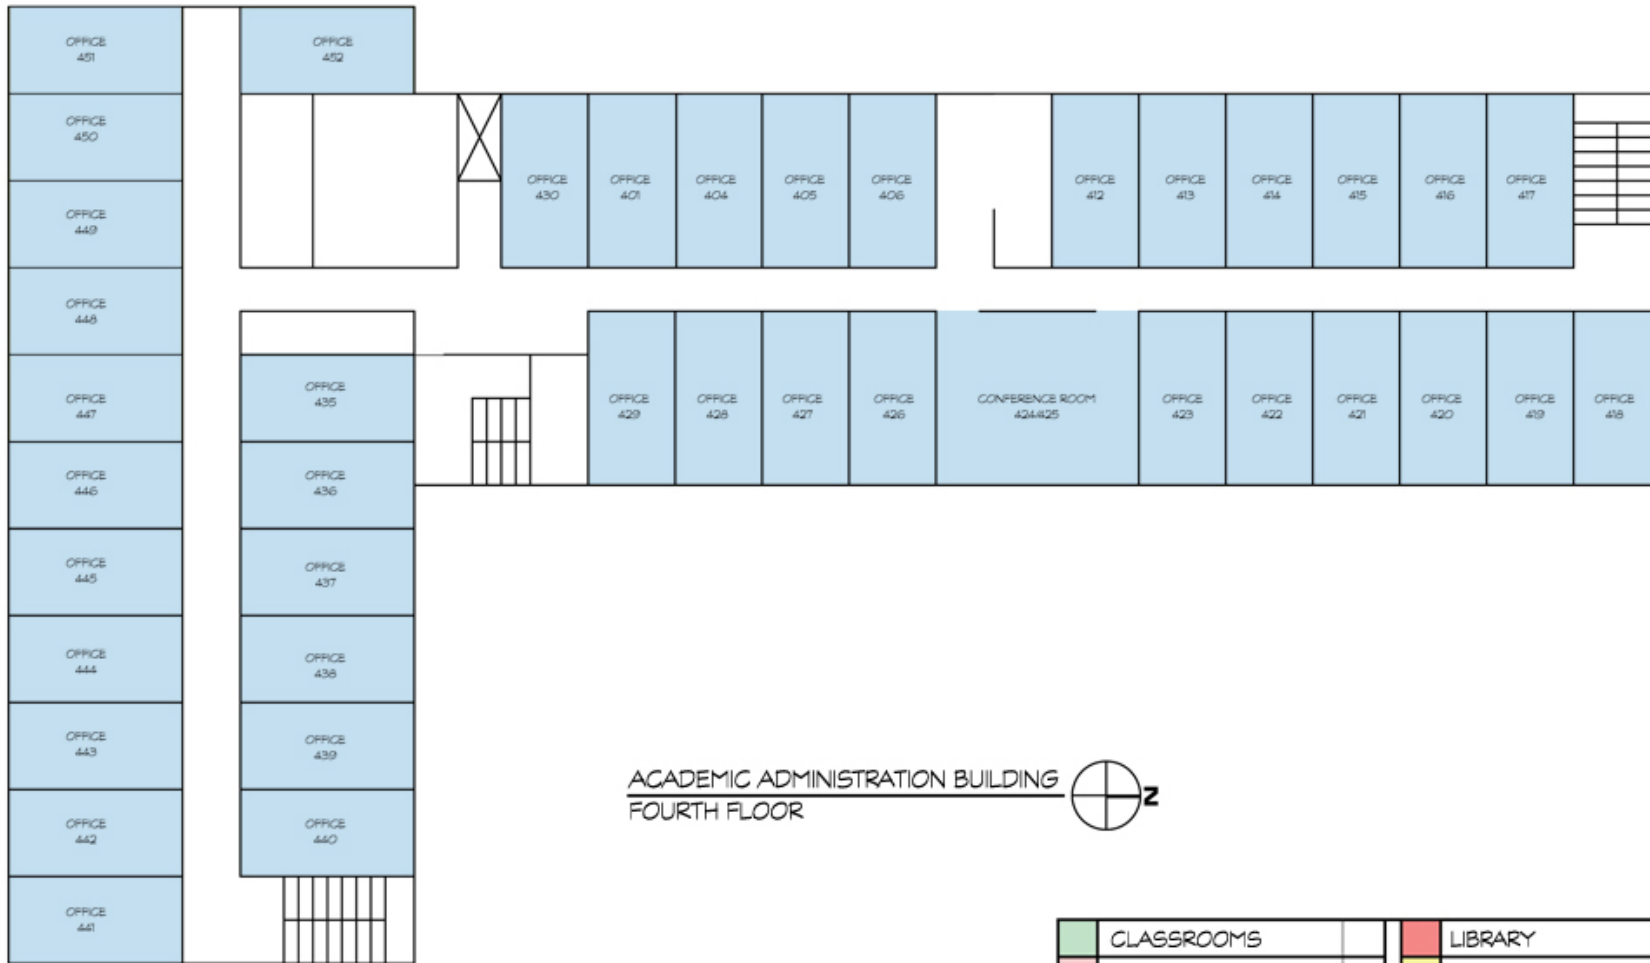 OFFICE
451
OFFICE
452
OFFICE
450
OFFICE
449
OFFICE
448
OFFICE
447
OFFICE
446
OFFICE
445
OFFICE
444
OFFICE
443
OFFICE
442
OFFICE
441
OFFICE
435
OFFICE
436
OFFICE
437
OFFICE
438
OFFICE
439
OFFICE
440
OFFICE
430
OFFICE
401
OFFICE
404
OFFICE
405
OFFICE
406
OFFICE
412
OFFICE
413
OFFICE
414
OFFICE
415
OFFICE
416
OFFICE
417
OFFICE
429
OFFICE
428
OFFICE
427
OFFICE
426
CONFERENCE ROOM
424/425
OFFICE
423
OFFICE
422
OFFICE
421
OFFICE
420
OFFICE
419
OFFICE
418
ACADEMIC ADMINISTRATION BUILDING
FOURTH FLOOR
N
CLASSROOMS
LIBRARY